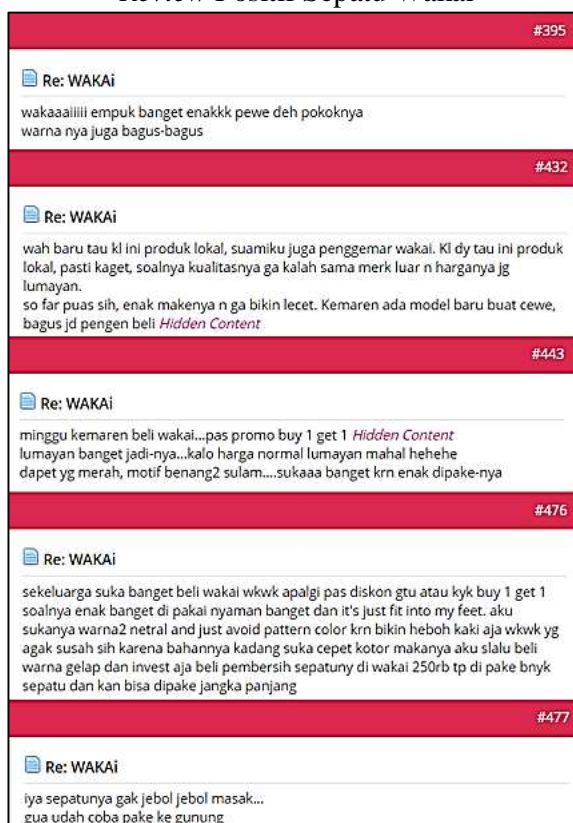 Review Positif Sepatu Wakai
#395
Re: WAKAi
wakaaaiiiii empuk banget enakkk pewe deh pokoknya
warna nya juga bagus-bagus
#432
Re: WAKAi
wah baru tau kl ini produk lokal, suamiku juga penggemar wakai. Kl dy tau ini produk
lokal, pasti kaget, soalnya kualitasnya ga kalah sama merk luar n harganya jg
lumayan.
so far puas sih, enak makenya n ga bikin lecet. Kemaren ada model baru buat cewe,
bagus jd pengen beli Hidden Content
#443
Re: WAKAi
minggu kemaren beli wakai...pas promo buy 1 get 1 Hidden Content
lumayan banget jadi-nya...kalo harga normal lumayan mahal hehehe
dapet yg merah, motif benang2 sulam....sukaaa banget krn enak dipake-nya
#476
Re: WAKAi
sekeluarga suka banget beli wakai wkwk apalgi pas diskon gtu atau kyk buy 1 get 1
soalnya enak banget di pakai nyaman banget dan it's just fit into my feet. aku
sukanya warna2 netral and just avoid pattern color krn bikin heboh kaki aja wkwk yg
agak susah sih karena bahannya kadang suka cepet kotor makanya aku slalu beli
warna gelap dan invest aja beli pembersih sepatuny di wakai 250rb tp di pake bnyk
sepatu dan kan bisa dipake jangka panjang
#477
Re: WAKAi
iya sepatunya gak jebol jebol masak...
gua udah coba pake ke gunung